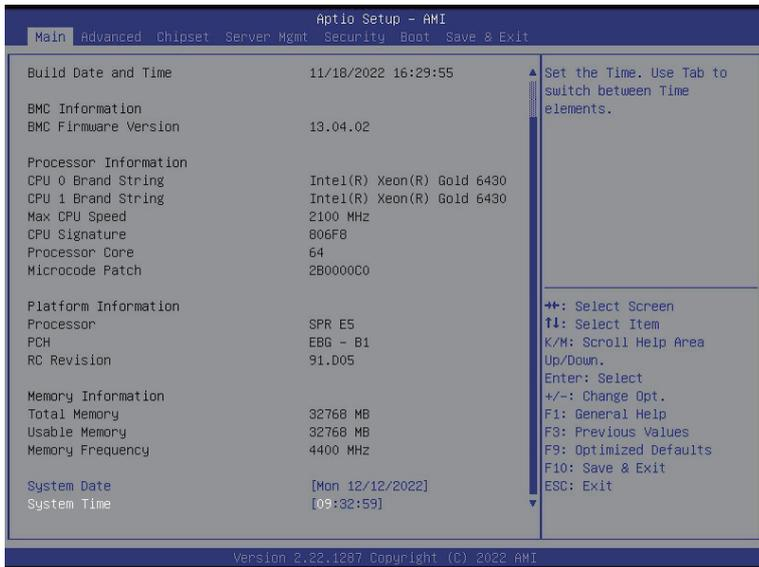 Aptio Setup - AMI
Main Advanced Chipset Server Mgmt Security Boot Save & Exit
Build Date and Time 11/18/2022 16:29:55
BMC Information
BMC Firmware Version 13.04.02
Processor Information
CPU 0 Brand String Intel(R) Xeon(R) Gold 6430
CPU 1 Brand String Intel(R) Xeon(R) Gold 6430
Max CPU Speed 2100 MHz
CPU Signature 806F8
Processor Core 64
Microcode Patch 2B0000C0
Platform Information
Processor SPR E5
PCH EBG - B1
RC Revision 91.D05
Memory Information
Total Memory 32768 MB
Usable Memory 32768 MB
Memory Frequency 4400 MHz
System Date [Mon 12/12/2022]
System Time [09:32:59]
Set the Time. Use Tab to
switch between Time
elements.
→←: Select Screen
↑↓: Select Item
K/M: Scroll Help Area
Up/Down.
Enter: Select
+/-: Change Opt.
F1: General Help
F3: Previous Values
F9: Optimized Defaults
F10: Save & Exit
ESC: Exit
Version 2.22.1287 Copyright (C) 2022 AMI